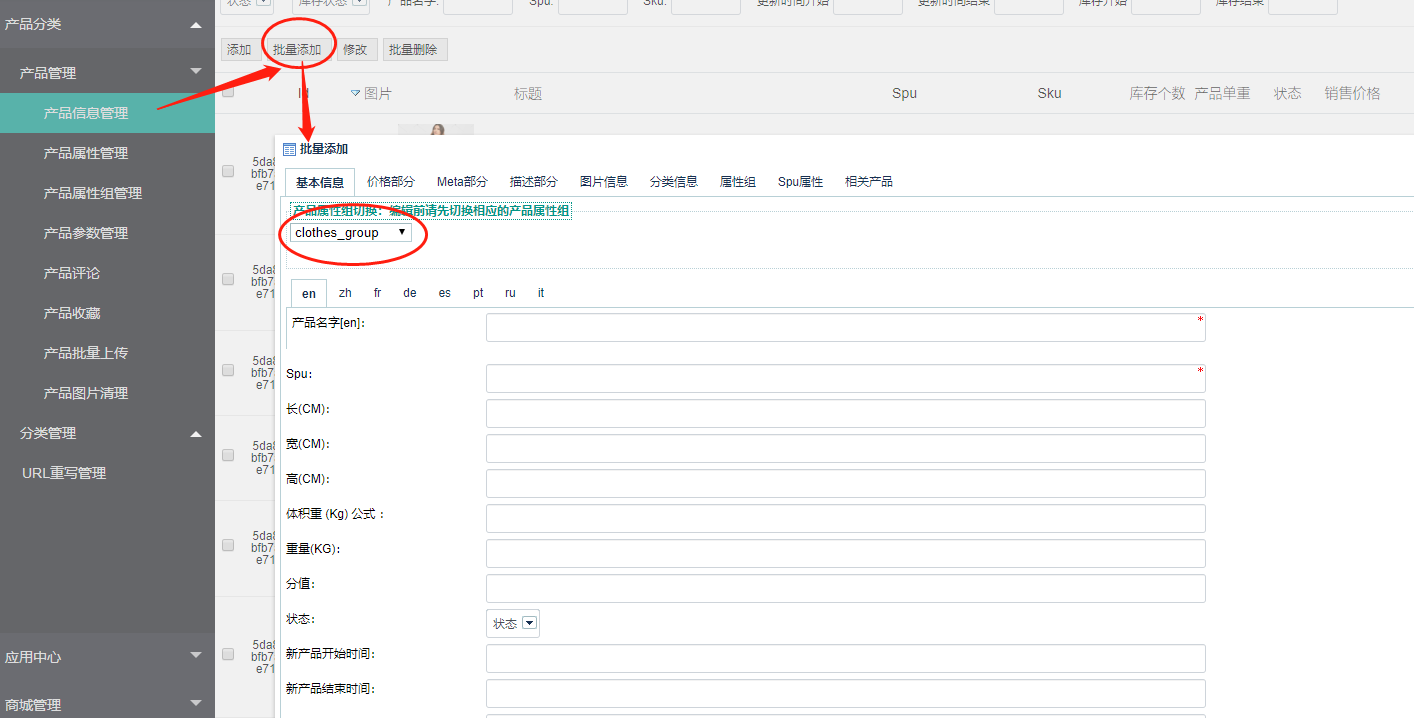 产品分类
产品管理
产品信息管理
产品属性管理
产品属性组管理
产品参数管理
产品评论
产品收藏
产品批量上传
产品图片清理
分类管理
URL重写管理
应用中心
商城管理
状态 库存状态 产品名字: Spu: Sku: 更新时间开始 更新时间结束 库存开始 库存结束
添加 批量添加 修改 批量删除
Id 图片 标题 Spu Sku 库存个数 产品单重 状态 销售价格
5da8
bfb7
e71
5da8
bfb7
e71
5da8
bfb7
e71
5da8
bfb7
e71
5da8
bfb7
e71
5da8
bfb7
e71
批量添加
基本信息 价格部分 Meta部分 描述部分 图片信息 分类信息 属性组 Spu属性 相关产品
产品属性组切换：编辑前请先切换相应的产品属性组
clothes_group
en zh fr de es pt ru it
产品名字[en]： *
Spu： *
长(CM)：
宽(CM)：
高(CM)：
体积重 (Kg) 公式 ：
重量(KG)：
分值：
状态： 状态
新产品开始时间：
新产品结束时间：